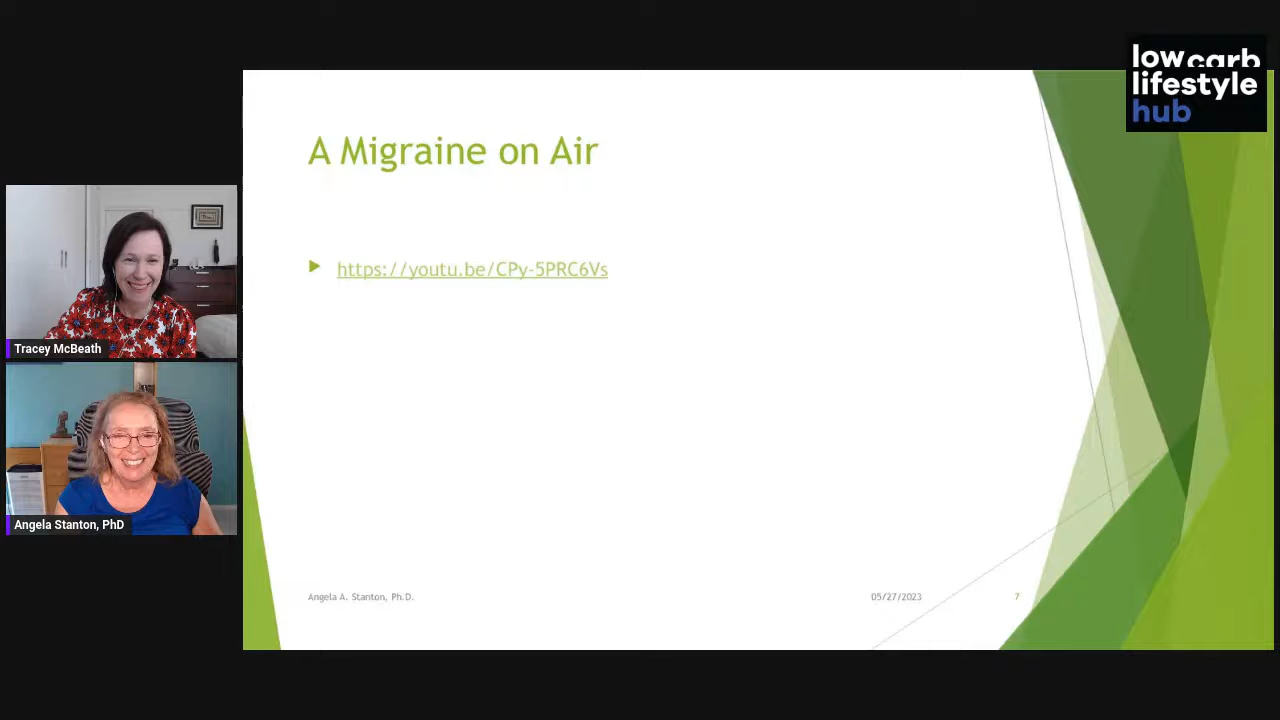 low carb
lifestyle
hub
A Migraine on Air
https://youtu.be/CPy-5PRC6Vs
Tracey McBeath
Angela Stanton, PhD
Angela A. Stanton, Ph.D.
05/27/2023
7